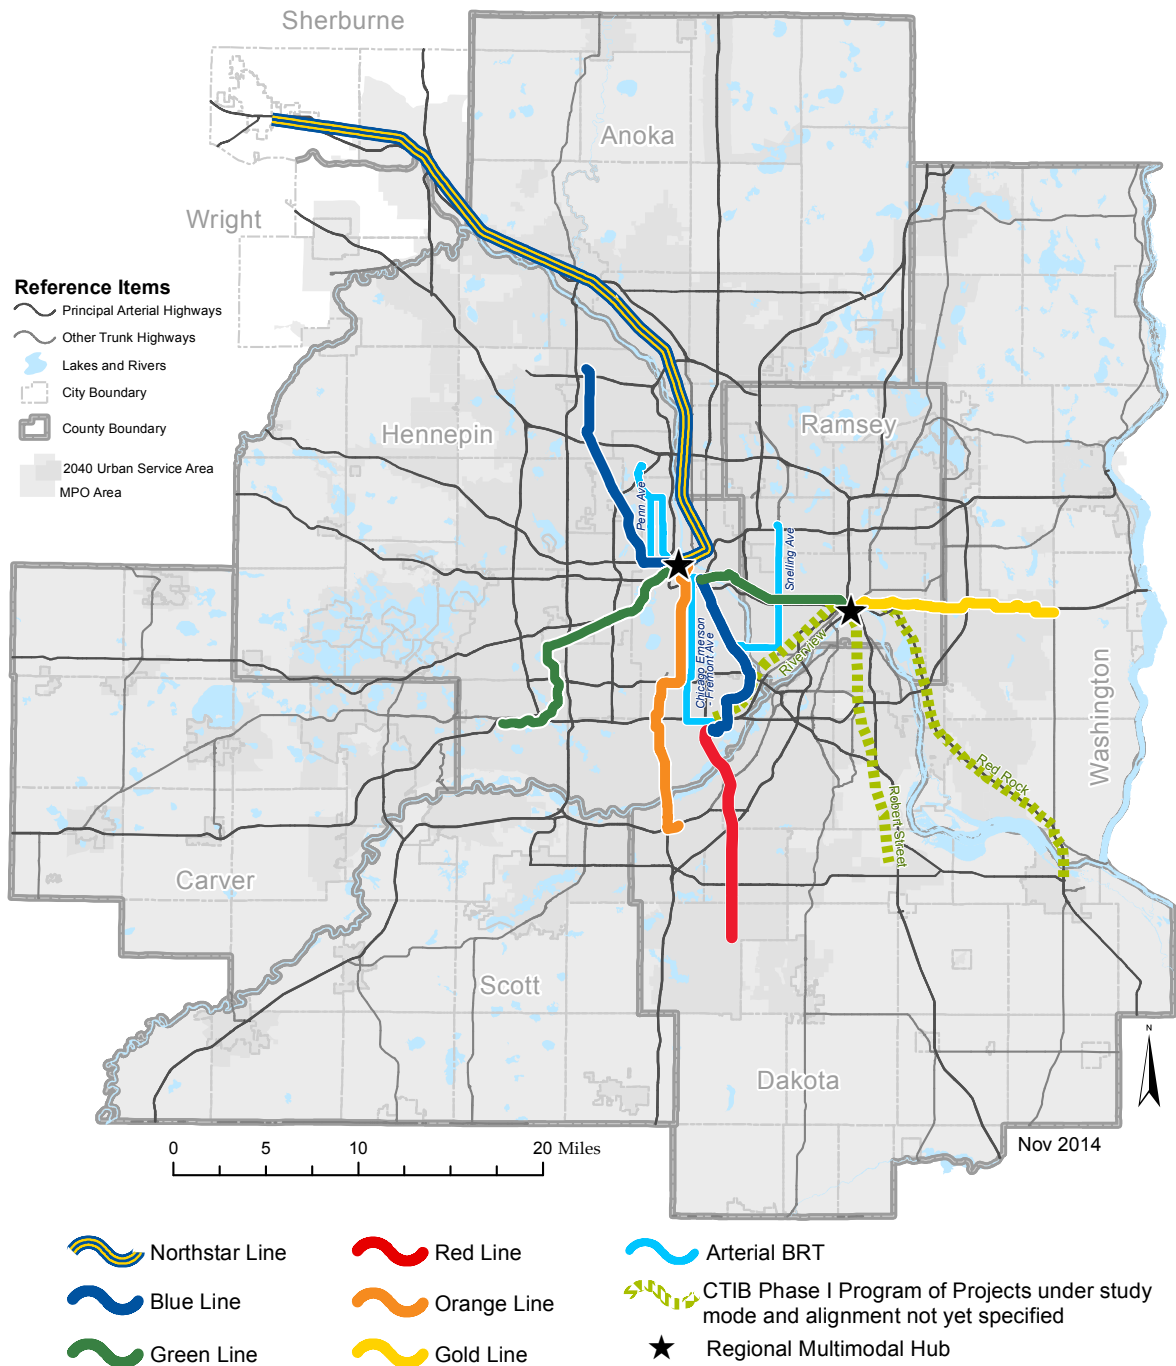 Sherburne
Anoka
Wright
Reference Items
Principal Arterial Highways
Other Trunk Highways
Lakes and Rivers
City Boundary
County Boundary
2040 Urban Service Area
MPO Area
Hennepin
Ramsey
Penn Ave
Snelling Ave
Riverview
Chicago Emerson
- Fremont Ave
Washington
Red Rock
Robert Street
Carver
Scott
Dakota
N
Nov 2014
0 5 10 20 Miles
Northstar Line
Blue Line
Green Line
Red Line
Orange Line
Gold Line
Arterial BRT
CTIB Phase I Program of Projects under study
mode and alignment not yet specified
Regional Multimodal Hub